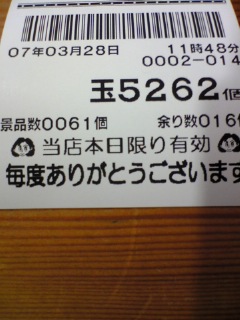 07年03月28日 11時48分
0002-014
玉5262個
景品数0061個 余り数016個
当店本日限り有効
毎度ありがとうございます